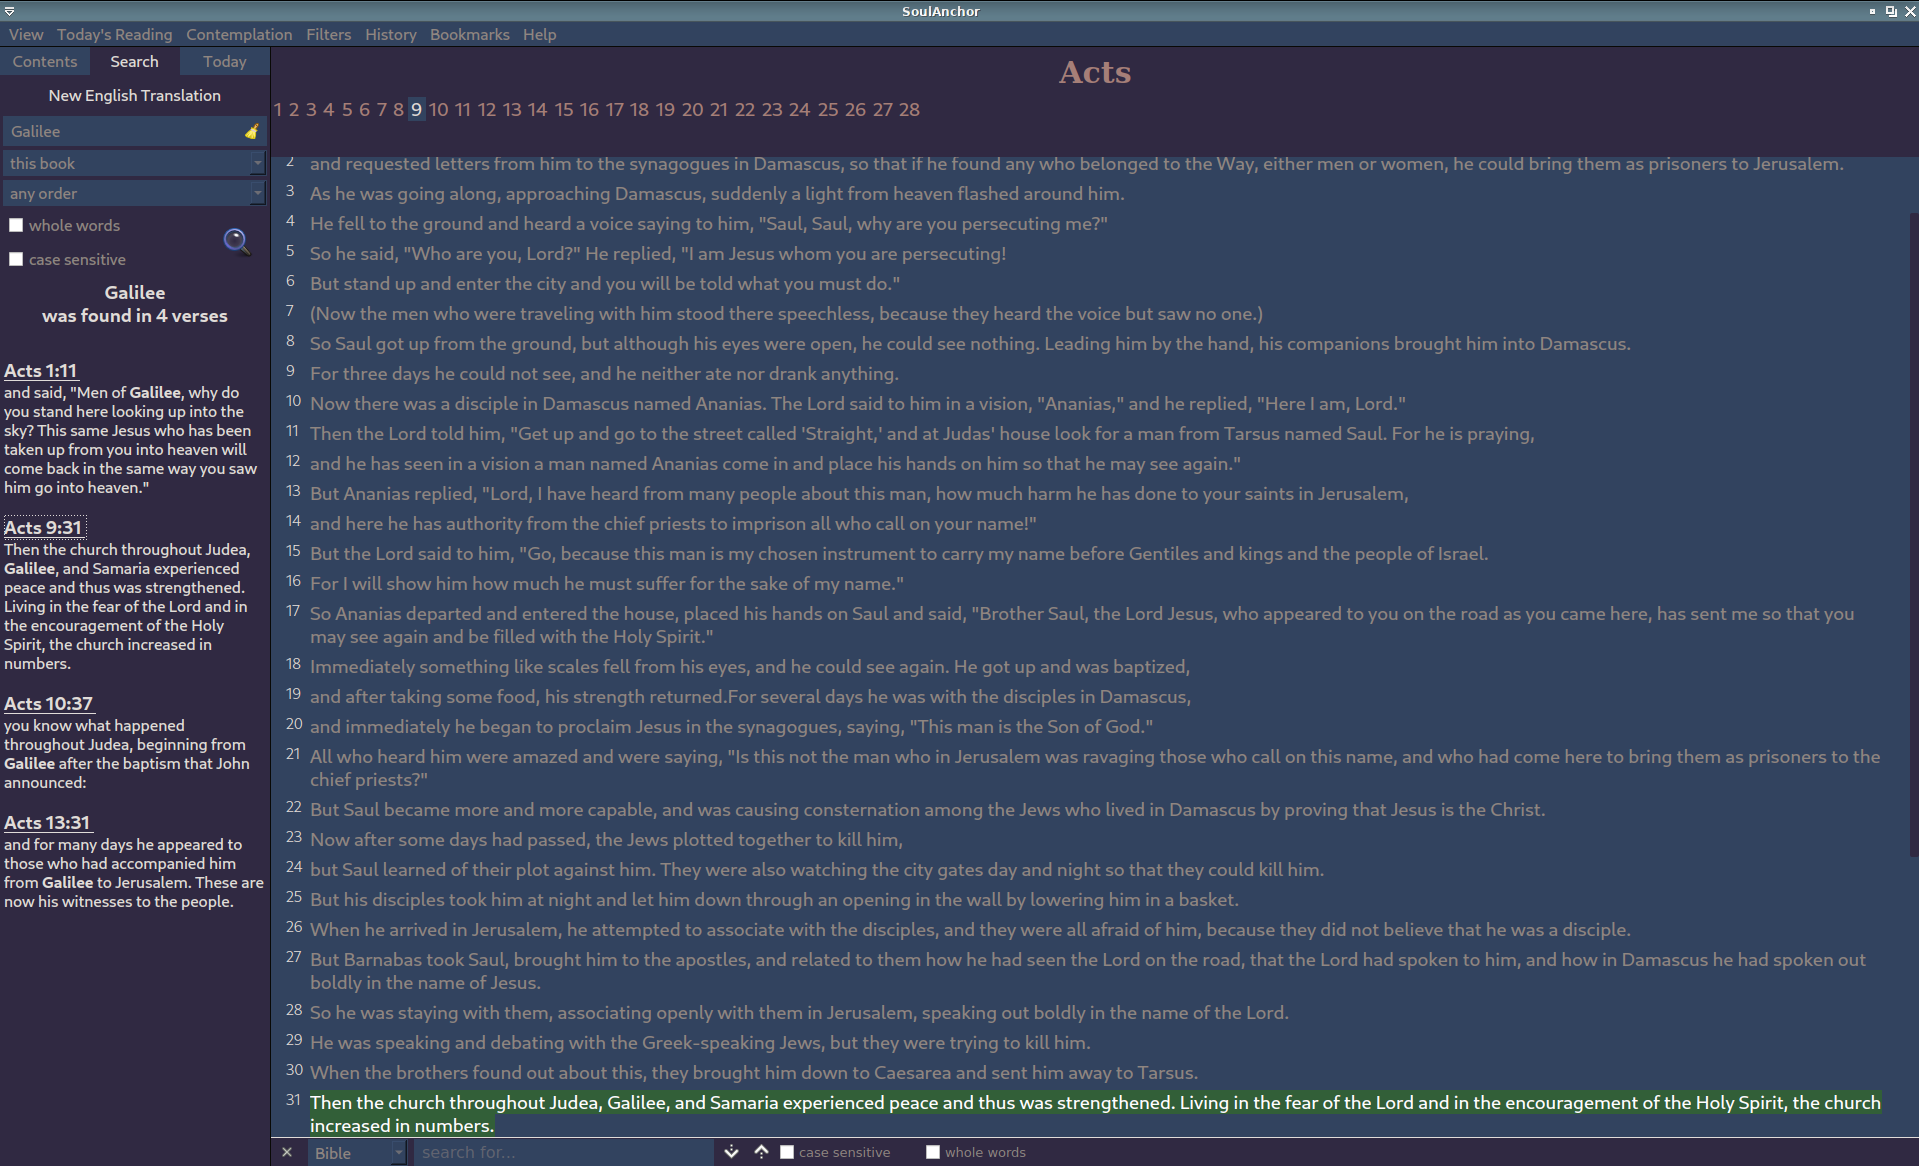 SoulAnchor
View Today's Reading Contemplation Filters History Bookmarks Help
Contents Search Today
New English Translation
Galilee
this book
any order
whole words
case sensitive
Galilee
was found in 4 verses
Acts 1:11
and said, "Men of Galilee, why do
you stand here looking up into the
sky? This same Jesus who has been
taken up from you into heaven will
come back in the same way you saw
him go into heaven."
Acts 9:31
Then the church throughout Judea,
Galilee, and Samaria experienced
peace and thus was strengthened.
Living in the fear of the Lord and in
the encouragement of the Holy
Spirit, the church increased in
numbers.
Acts 10:37
you know what happened
throughout Judea, beginning from
Galilee after the baptism that John
announced:
Acts 13:31
and for many days he appeared to
those who had accompanied him
from Galilee to Jerusalem. These are
now his witnesses to the people.
Acts
1 2 3 4 5 6 7 8 9 10 11 12 13 14 15 16 17 18 19 20 21 22 23 24 25 26 27 28
2 and requested letters from him to the synagogues in Damascus, so that if he found any who belonged to the Way, either men or women, he could bring them as prisoners to Jerusalem.
3 As he was going along, approaching Damascus, suddenly a light from heaven flashed around him.
4 He fell to the ground and heard a voice saying to him, "Saul, Saul, why are you persecuting me?"
5 So he said, "Who are you, Lord?" He replied, "I am Jesus whom you are persecuting!
6 But stand up and enter the city and you will be told what you must do."
7 (Now the men who were traveling with him stood there speechless, because they heard the voice but saw no one.)
8 So Saul got up from the ground, but although his eyes were open, he could see nothing. Leading him by the hand, his companions brought him into Damascus.
9 For three days he could not see, and he neither ate nor drank anything.
10 Now there was a disciple in Damascus named Ananias. The Lord said to him in a vision, "Ananias," and he replied, "Here I am, Lord."
11 Then the Lord told him, "Get up and go to the street called 'Straight,' and at Judas' house look for a man from Tarsus named Saul. For he is praying,
12 and he has seen in a vision a man named Ananias come in and place his hands on him so that he may see again."
13 But Ananias replied, "Lord, I have heard from many people about this man, how much harm he has done to your saints in Jerusalem,
14 and here he has authority from the chief priests to imprison all who call on your name!"
15 But the Lord said to him, "Go, because this man is my chosen instrument to carry my name before Gentiles and kings and the people of Israel.
16 For I will show him how much he must suffer for the sake of my name."
17 So Ananias departed and entered the house, placed his hands on Saul and said, "Brother Saul, the Lord Jesus, who appeared to you on the road as you came here, has sent me so that you
may see again and be filled with the Holy Spirit."
18 Immediately something like scales fell from his eyes, and he could see again. He got up and was baptized,
19 and after taking some food, his strength returned.For several days he was with the disciples in Damascus,
20 and immediately he began to proclaim Jesus in the synagogues, saying, "This man is the Son of God."
21 All who heard him were amazed and were saying, "Is this not the man who in Jerusalem was ravaging those who call on this name, and who had come here to bring them as prisoners to the
chief priests?"
22 But Saul became more and more capable, and was causing consternation among the Jews who lived in Damascus by proving that Jesus is the Christ.
23 Now after some days had passed, the Jews plotted together to kill him,
24 but Saul learned of their plot against him. They were also watching the city gates day and night so that they could kill him.
25 But his disciples took him at night and let him down through an opening in the wall by lowering him in a basket.
26 When he arrived in Jerusalem, he attempted to associate with the disciples, and they were all afraid of him, because they did not believe that he was a disciple.
27 But Barnabas took Saul, brought him to the apostles, and related to them how he had seen the Lord on the road, that the Lord had spoken to him, and how in Damascus he had spoken out
boldly in the name of Jesus.
28 So he was staying with them, associating openly with them in Jerusalem, speaking out boldly in the name of the Lord.
29 He was speaking and debating with the Greek-speaking Jews, but they were trying to kill him.
30 When the brothers found out about this, they brought him down to Caesarea and sent him away to Tarsus.
31 Then the church throughout Judea, Galilee, and Samaria experienced peace and thus was strengthened. Living in the fear of the Lord and in the encouragement of the Holy Spirit, the church
increased in numbers.
Bible search for... case sensitive whole words